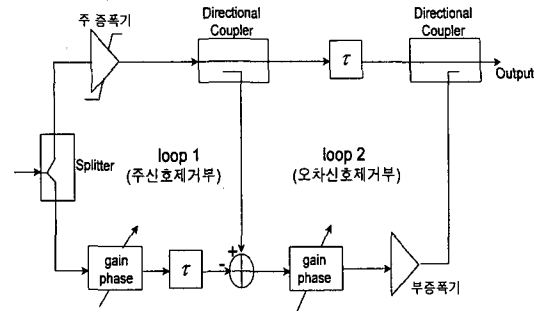 주 증폭기
Directional
Coupler
Directional
Coupler
τ
Output
Splitter
loop 1
(주신호제거부)
loop 2
(오차신호제거부)
gain
phase
τ
-
+
gain
phase
부증폭기